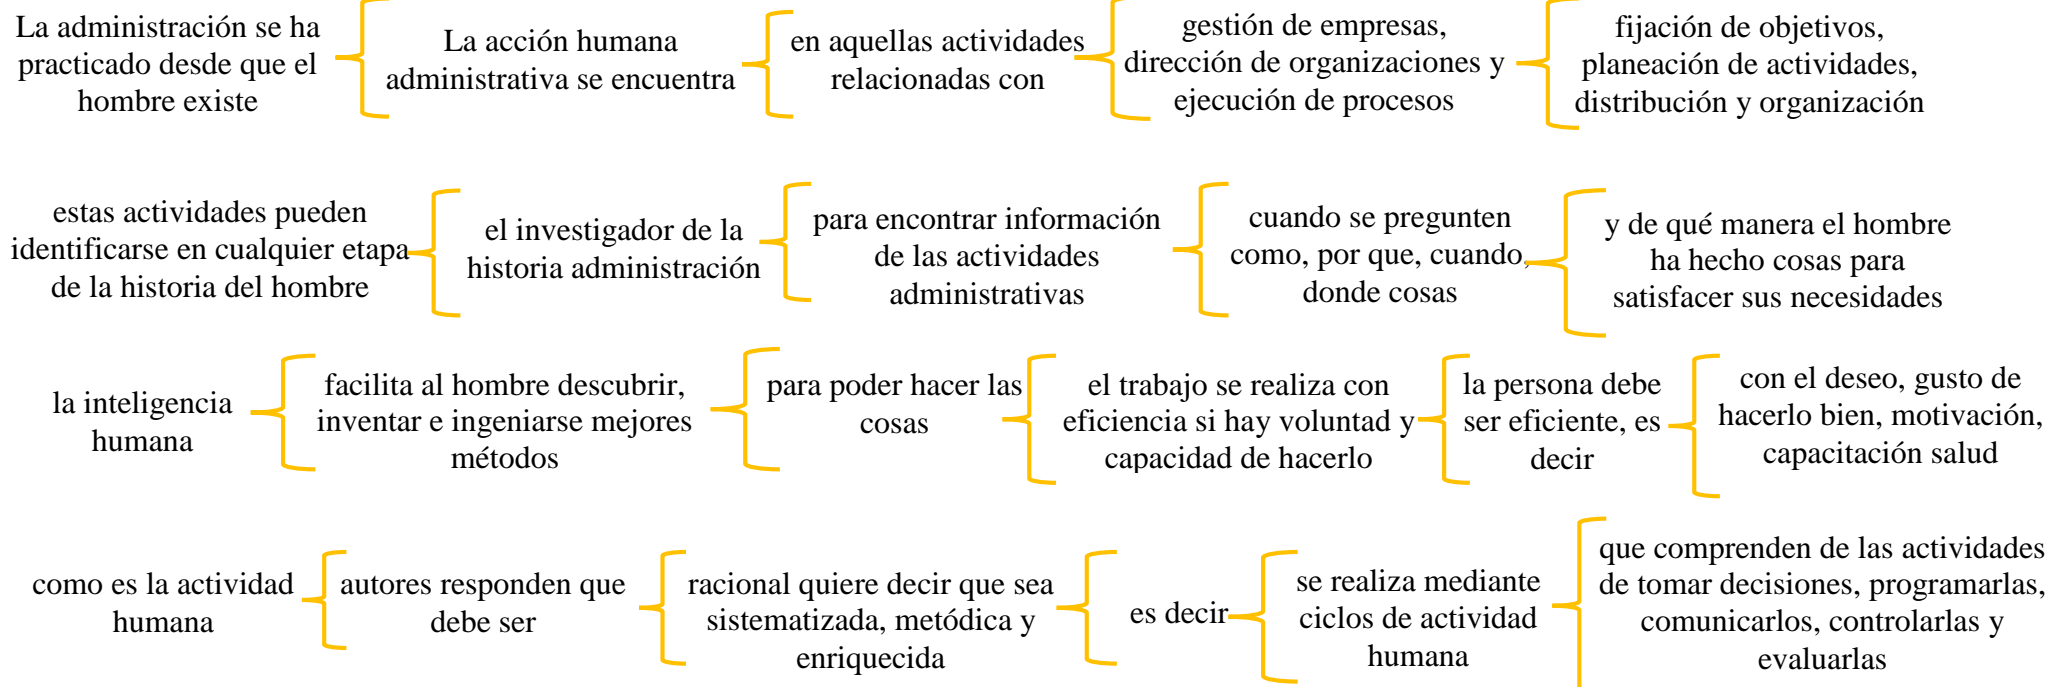 La administración se ha
practicado desde que el
hombre existe
La acción humana
administrativa se encuentra
en aquellas actividades
relacionadas con
gestión de empresas,
dirección de organizaciones y
ejecución de procesos
fijación de objetivos,
planeación de actividades,
distribución y organización
estas actividades pueden
identificarse en cualquier etapa
de la historia del hombre
el investigador de la
historia administración
para encontrar información
de las actividades
administrativas
cuando se pregunten
como, por que, cuando,
donde cosas
y de qué manera el hombre
ha hecho cosas para
satisfacer sus necesidades
la inteligencia
humana
facilita al hombre descubrir,
inventar e ingeniarse mejores
métodos
para poder hacer las
cosas
el trabajo se realiza con
eficiencia si hay voluntad y
capacidad de hacerlo
la persona debe
ser eficiente, es
decir
con el deseo, gusto de
hacerlo bien, motivación,
capacitación salud
como es la actividad
humana
autores responden que
debe ser
racional quiere decir que sea
sistematizada, metódica y
enriquecida
es decir
se realiza mediante
ciclos de actividad
humana
que comprenden de las actividades
de tomar decisiones, programarlas,
comunicarlos, controlarlas y
evaluarlas